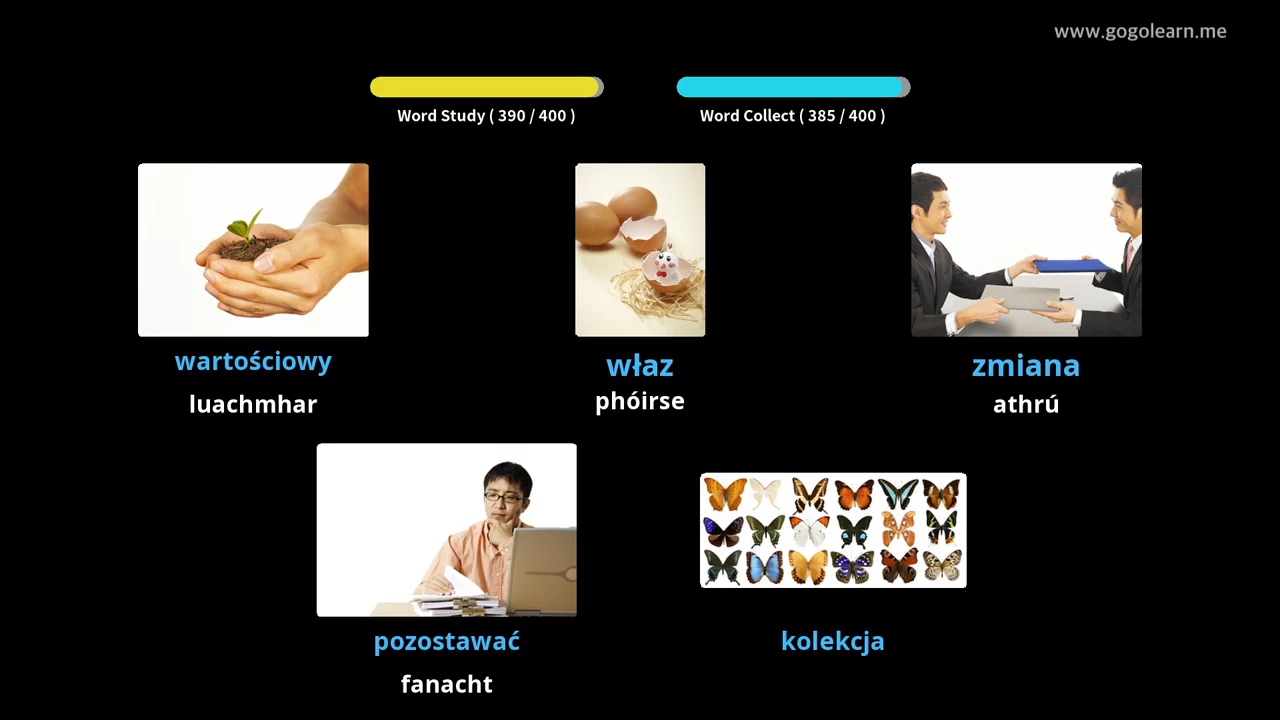 www.gogolearn.me
Word Study ( 390 / 400 )
Word Collect ( 385 / 400 )
wartościowy
luachmhar
właz
phóirse
zmiana
athrú
pozostawać
fanacht
kolekcja